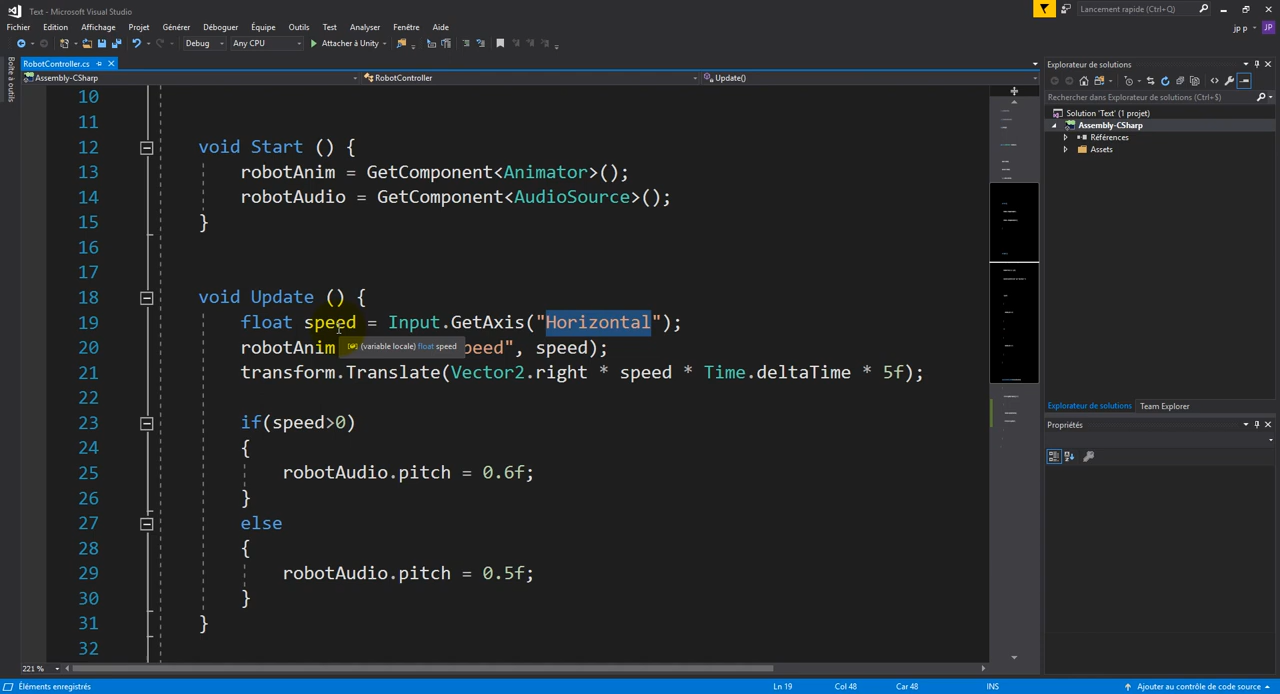 Text - Microsoft Visual Studio
Lancement rapide (Ctrl+Q)
Fichier Edition Affichage Projet Générer Déboguer Équipe Outils Test Analyser Fenêtre Aide
jp p JP
Debug Any CPU Attacher à Unity
Boîte à outils
RobotController.cs
Assembly-CSharp RobotController Update()
10
11
12 void Start () {
13 robotAnim = GetComponent<Animator>();
14 robotAudio = GetComponent<AudioSource>();
15 }
16
17
18 void Update () {
19 float speed = Input.GetAxis("Horizontal");
20 robotAnim peed", speed);
(variable locale) float speed
21 transform.Translate(Vector2.right * speed * Time.deltaTime * 5f);
22
23 if(speed>0)
24 {
25 robotAudio.pitch = 0.6f;
26 }
27 else
28 {
29 robotAudio.pitch = 0.5f;
30 }
31 }
32
221 %
Explorateur de solutions
Rechercher dans Explorateur de solutions (Ctrl+$)
Solution 'Text' (1 projet)
Assembly-CSharp
Références
Assets
Explorateur de solutions Team Explorer
Propriétés
Éléments enregistrés Ln 19 Col 48 Car 48 INS Ajouter au contrôle de code source